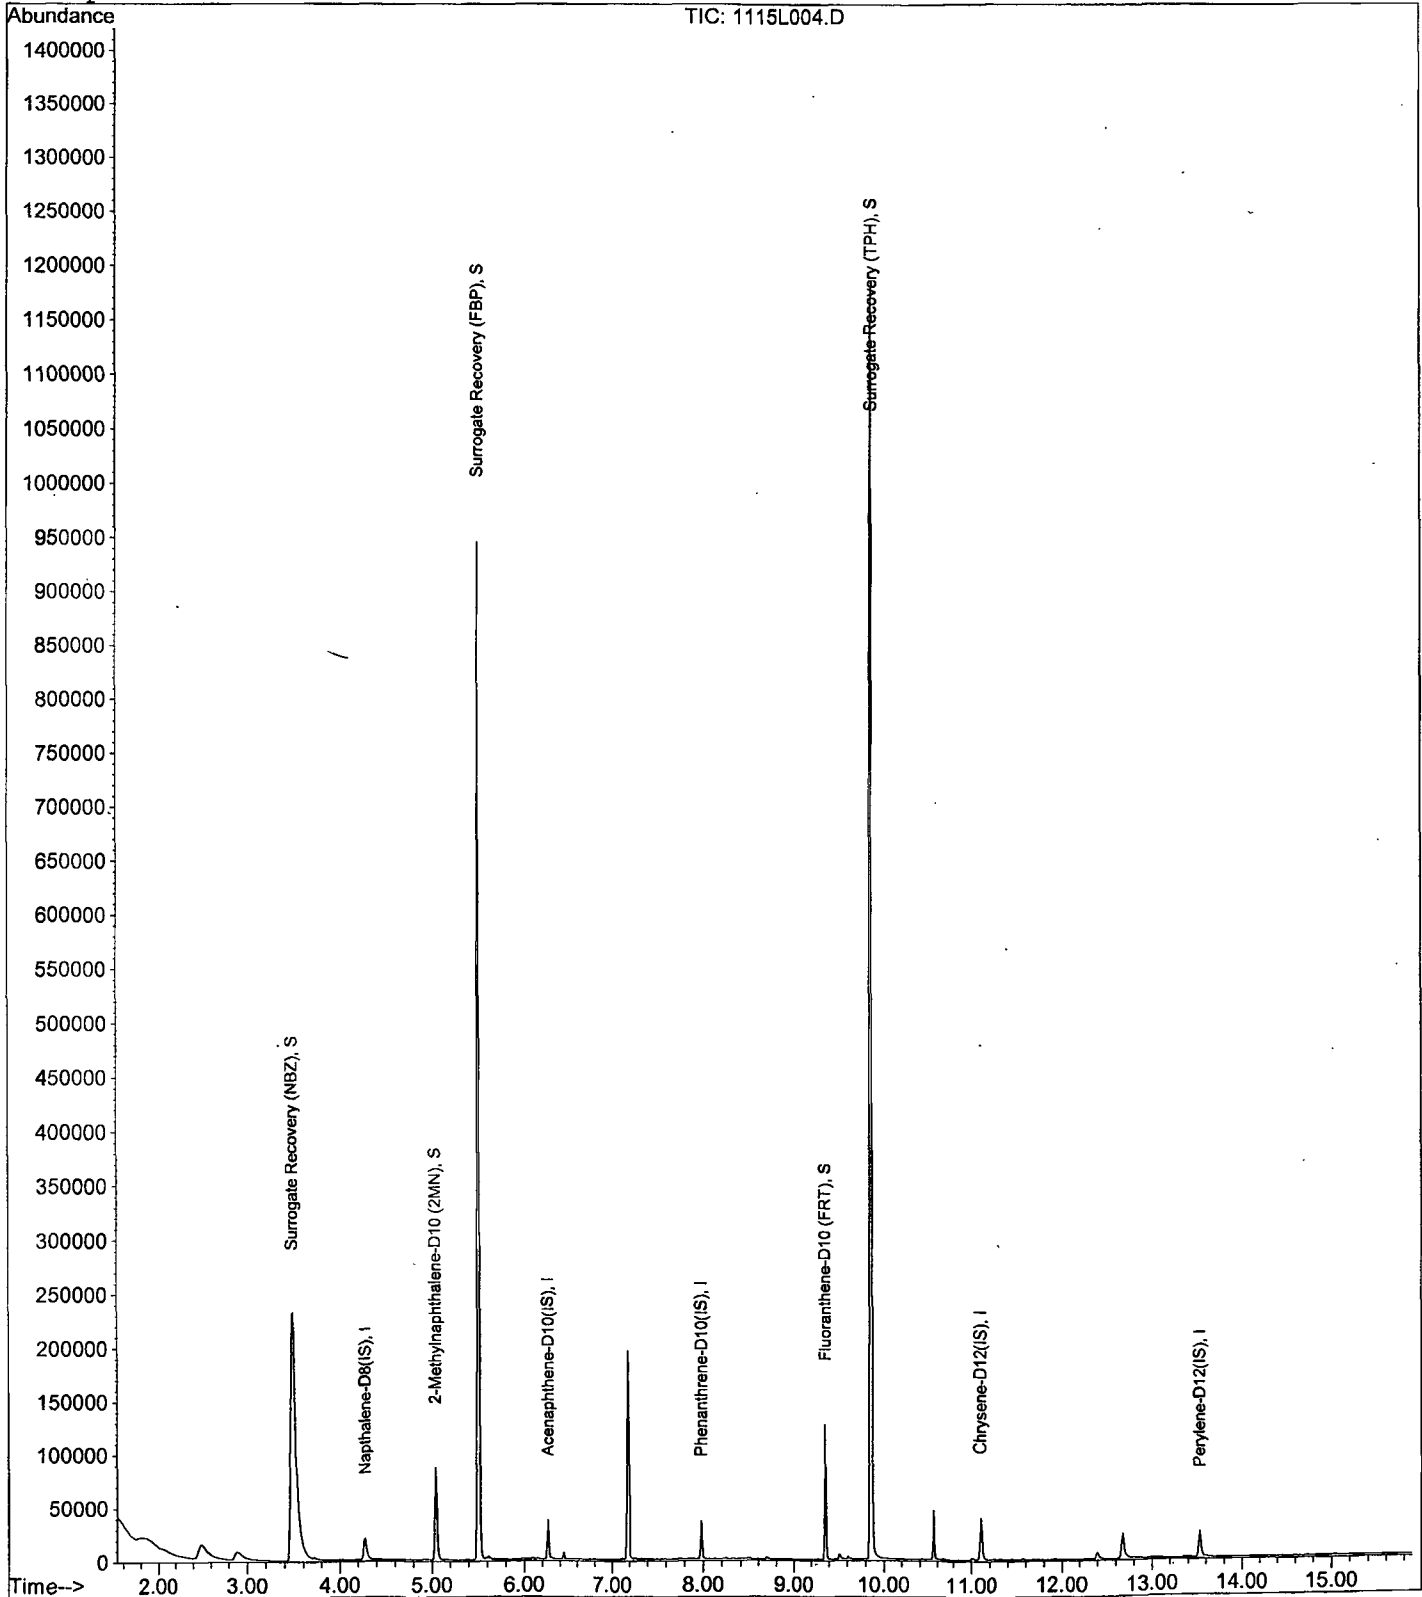 Abundance
TIC: 1115L004.D
1400000
1350000
1300000
1250000
1200000
1150000
1100000
1050000
1000000
950000
900000
850000
800000
750000
700000
650000
600000
550000
500000
450000
400000
350000
300000
250000
200000
150000
100000
50000
0
Surrogate Recovery (NBZ), S
Napthalene-D8(IS), I
2-Methylnaphthalene-D10 (2MN), S
Surrogate Recovery (FBP), S
Acenaphthene-D10(IS), I
Phenanthrene-D10(IS), I
Fluoranthene-D10 (FRT), S
Surrogate Recovery (TPH), S
Chrysene-D12(IS), I
Perylene-D12(IS), I
Time--> 2.00 3.00 4.00 5.00 6.00 7.00 8.00 9.00 10.00 11.00 12.00 13.00 14.00 15.00